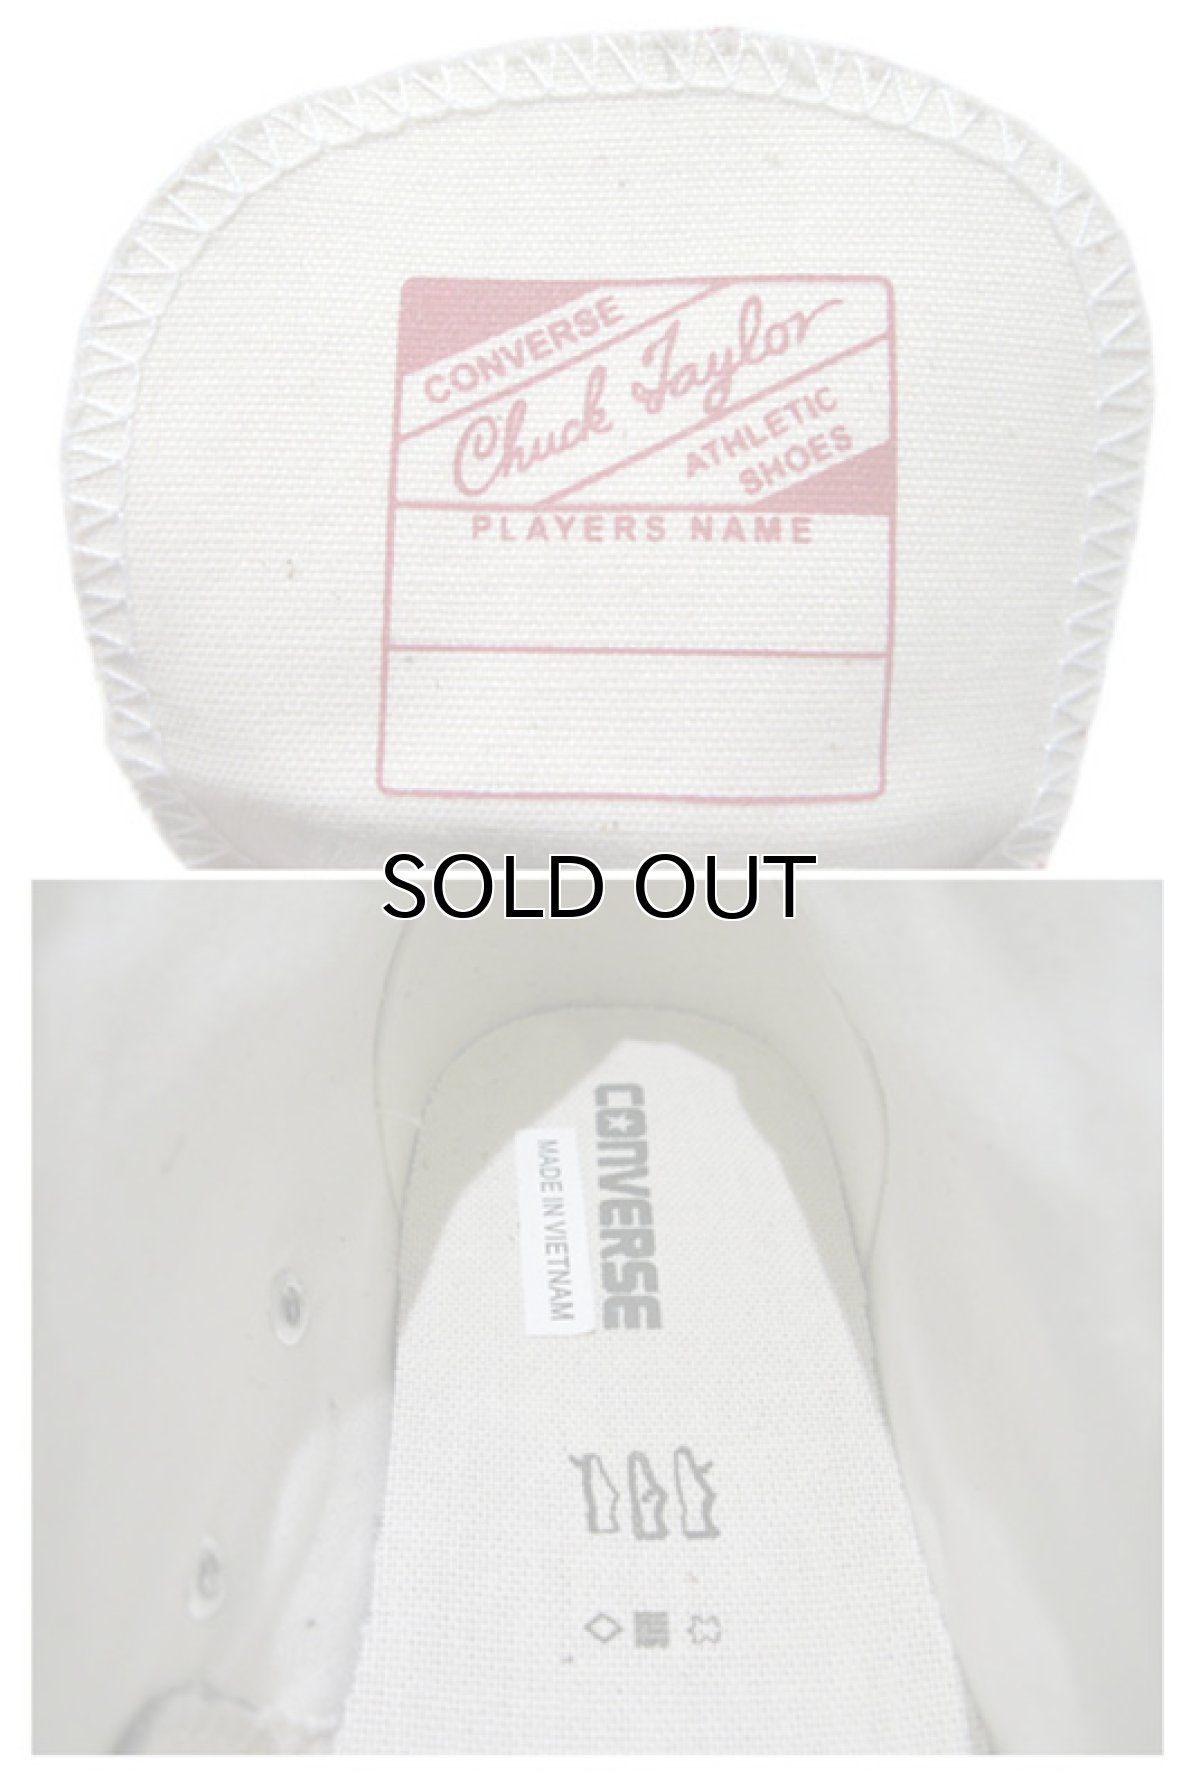 CONVERSE
Chuck Taylor
ATHLETIC
SHOES
PLAYERS NAME
SOLD OUT
CONVERSE
MADE IN VIETNAM